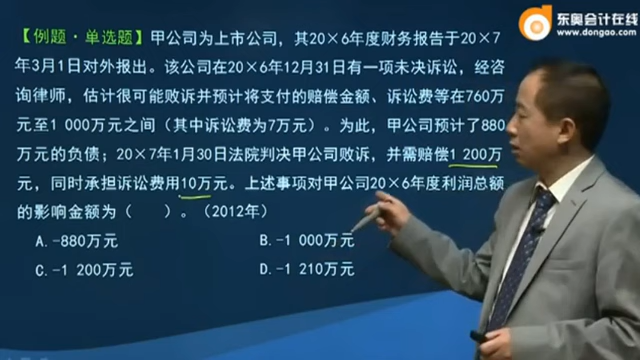 东奥会计在线
www.dongao.com
【例题·单选题】甲公司为上市公司，其20×6年度财务报告于20×7
年3月1日对外报出。该公司在20×6年12月31日有一项未决诉讼，经咨
询律师，估计很可能败诉并预计将支付的赔偿金额、诉讼费等在760万
元至1 000万元之间（其中诉讼费为7万元）。为此，甲公司预计了880
万元的负债；20×7年1月30日法院判决甲公司败诉，并需赔偿1 200万
元，同时承担诉讼费用10万元。上述事项对甲公司20×6年度利润总额
的影响金额为（　）。（2012年）
A.-880万元
B.-1 000万元
C.-1 200万元
D.-1 210万元